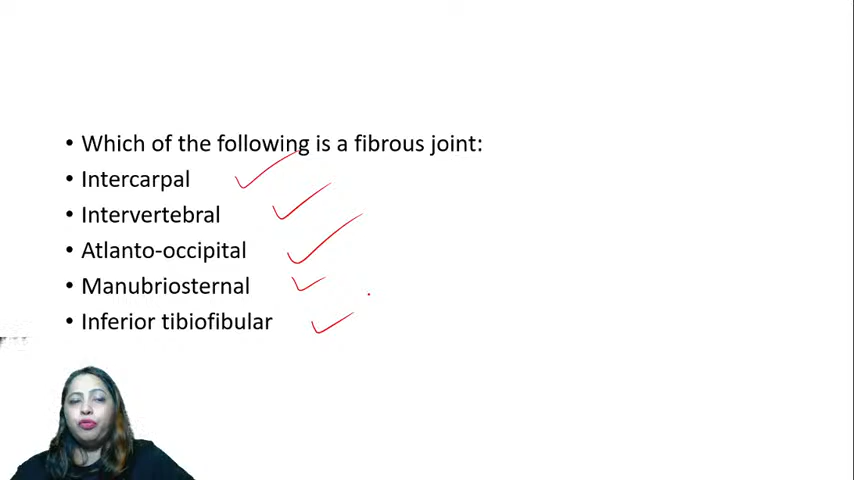 • Which of the following is a fibrous joint:
• Intercarpal
• Intervertebral
• Atlanto-occipital
• Manubriosternal
• Inferior tibiofibular